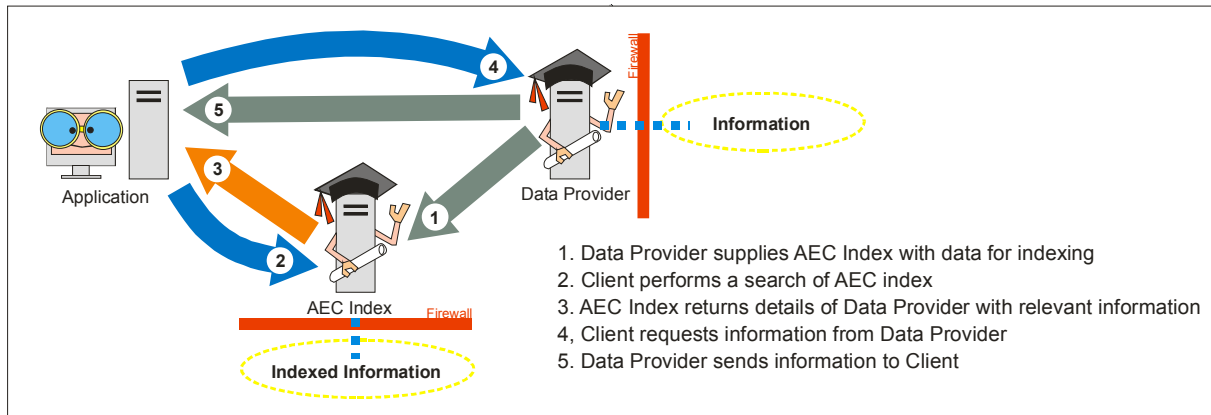 4
Firewall
5
Information
3
Application
Data Provider
1
2
AEC Index
Firewall
Indexed Information
1. Data Provider supplies AEC Index with data for indexing
2. Client performs a search of AEC index
3. AEC Index returns details of Data Provider with relevant information
4, Client requests information from Data Provider
5. Data Provider sends information to Client